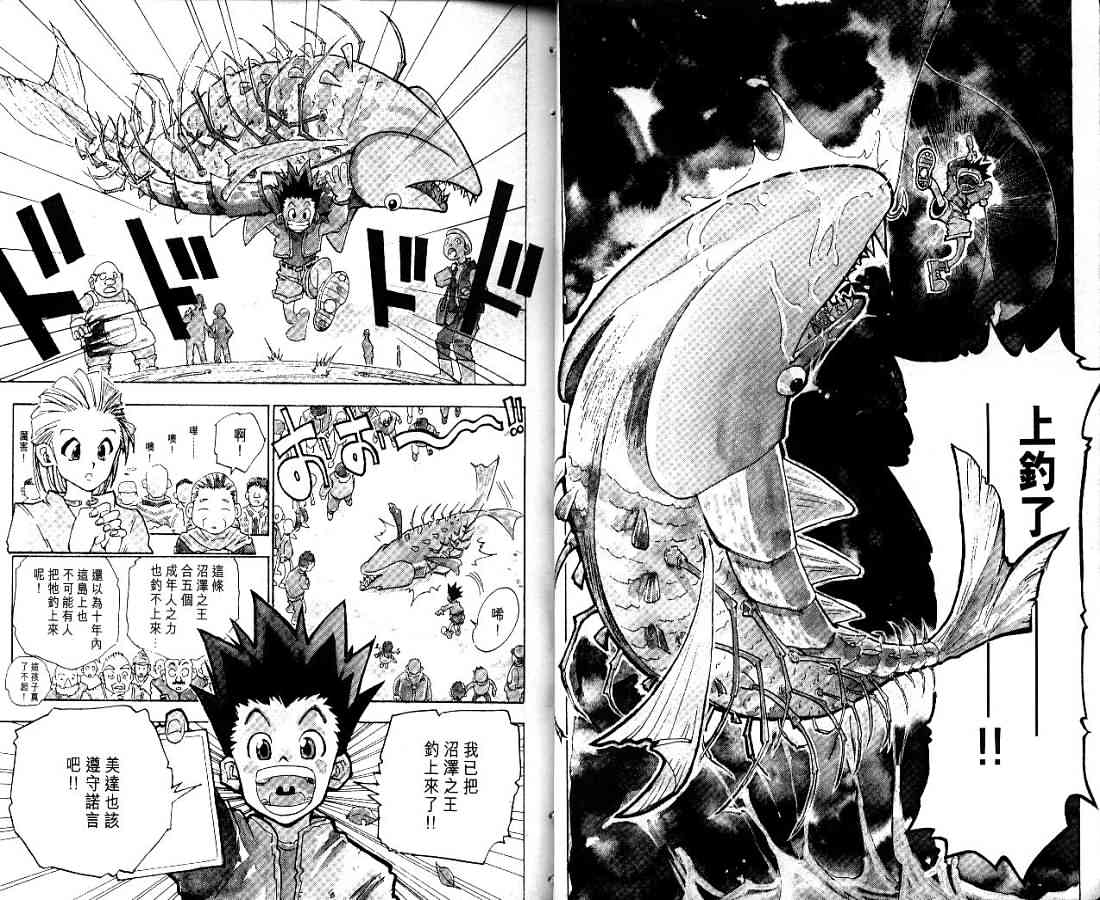 上釣了
——!!
ドドドド
おおお〜〜!!
唏!
啊!
嗶—
噢!
噢!
厲害!
這條
沼澤之王
合五個
成年人之力
也釣不上來…
還以為十年內
這島上也
不可能有人
把牠釣上來
呢!
這孩子真
了不起!
我已把
沼澤之王
釣上來了!!
美達也該
遵守諾言
吧!!